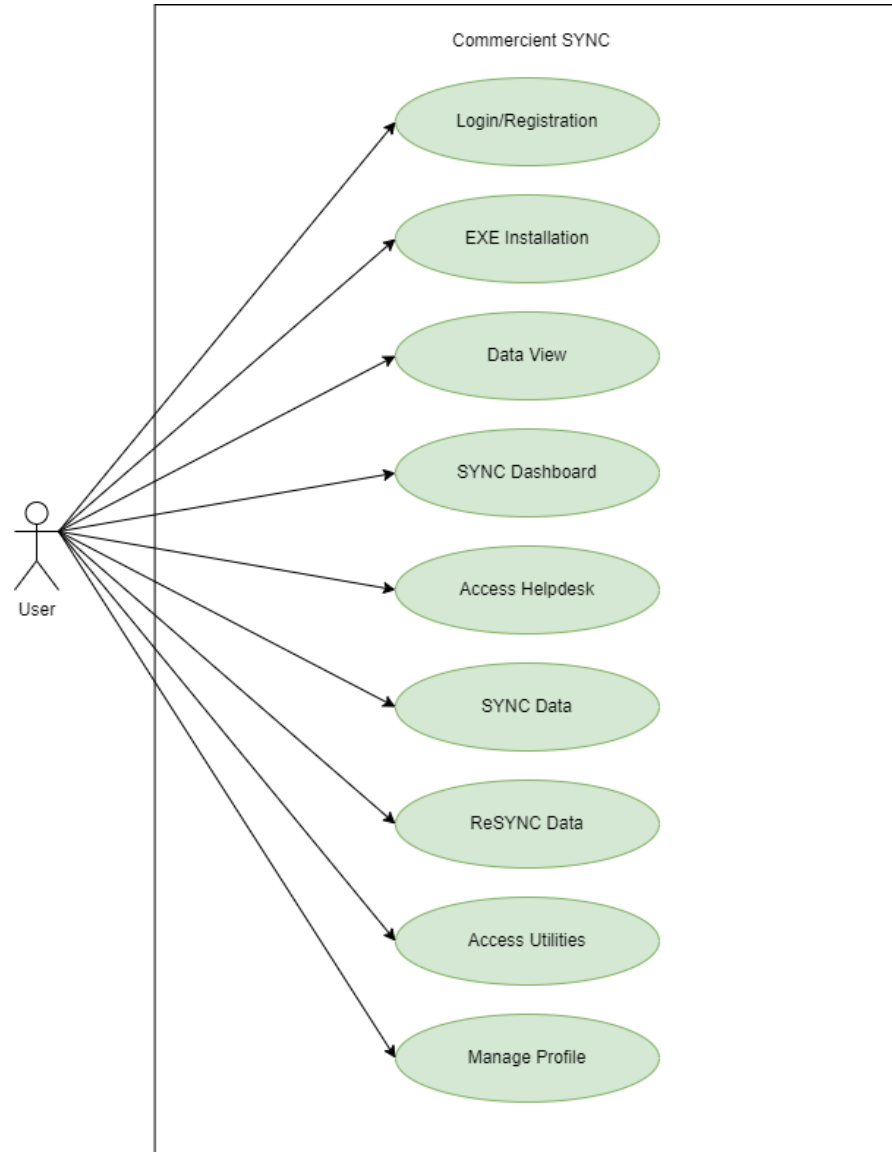 Commercient SYNC
Login/Registration
EXE Installation
Data View
SYNC Dashboard
Access Helpdesk
User
SYNC Data
ReSYNC Data
Access Utilities
Manage Profile